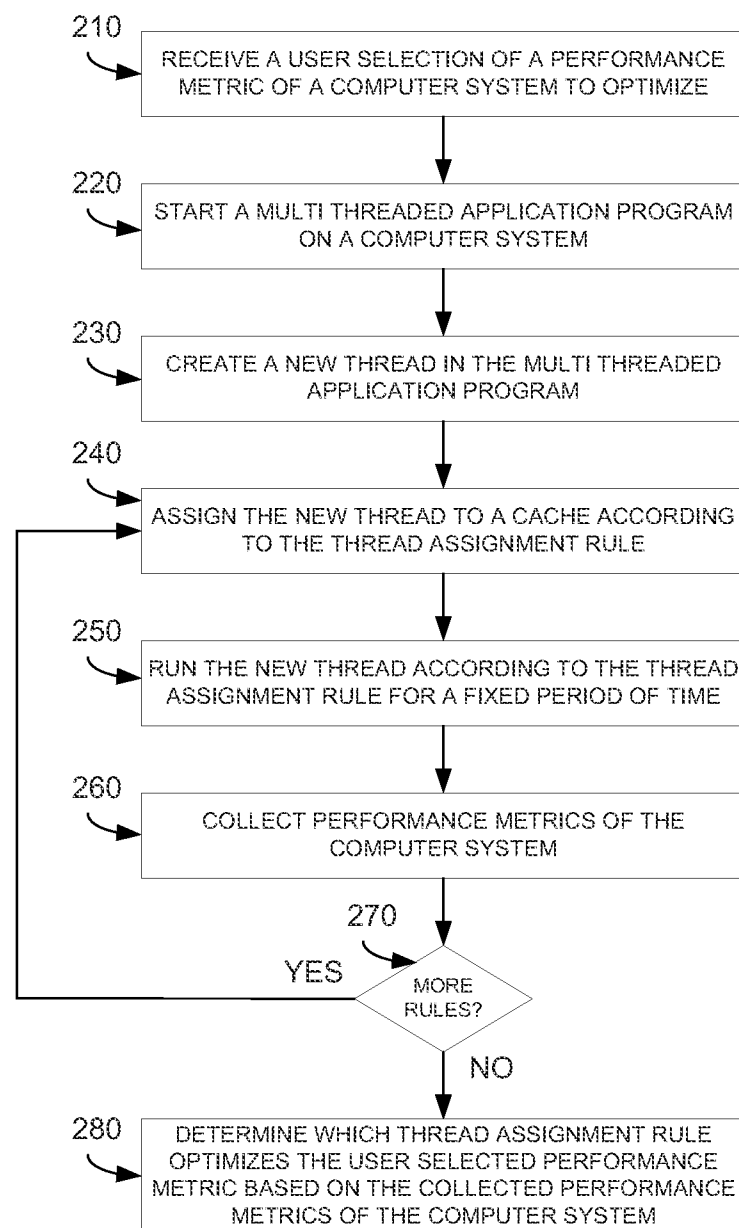 210
RECEIVE A USER SELECTION OF A PERFORMANCE
METRIC OF A COMPUTER SYSTEM TO OPTIMIZE
220
START A MULTI THREADED APPLICATION PROGRAM
ON A COMPUTER SYSTEM
230
CREATE A NEW THREAD IN THE MULTI THREADED
APPLICATION PROGRAM
240
ASSIGN THE NEW THREAD TO A CACHE ACCORDING
TO THE THREAD ASSIGNMENT RULE
250
RUN THE NEW THREAD ACCORDING TO THE THREAD
ASSIGNMENT RULE FOR A FIXED PERIOD OF TIME
260
COLLECT PERFORMANCE METRICS OF THE
COMPUTER SYSTEM
270
YES
MORE
RULES?
NO
280
DETERMINE WHICH THREAD ASSIGNMENT RULE
OPTIMIZES THE USER SELECTED PERFORMANCE
METRIC BASED ON THE COLLECTED PERFORMANCE
METRICS OF THE COMPUTER SYSTEM